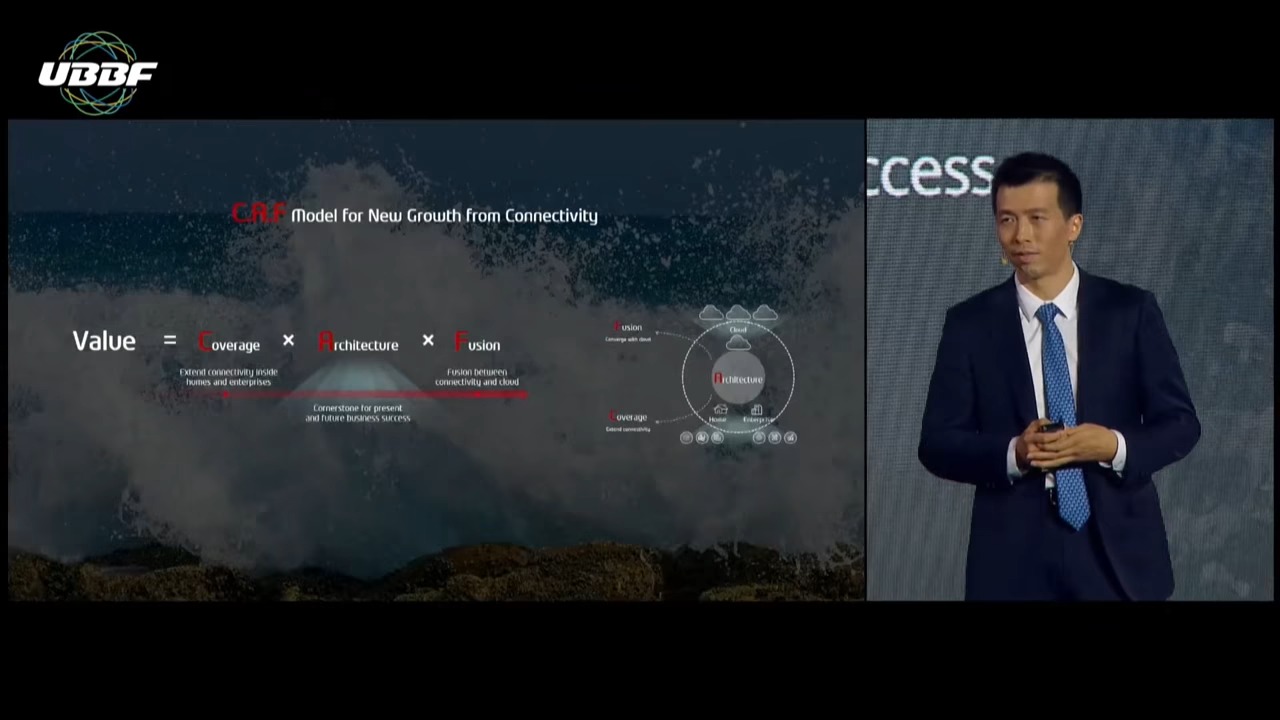 UBBF
C.A.F Model for New Growth from Connectivity
Value = Coverage × Architecture × Fusion
Extend connectivity inside
homes and enterprises
Fusion between
connectivity and cloud
Cornerstone for present
and future business success
Fusion
Converge with cloud
Cloud
Architecture
Coverage
Extend connectivity
Home
Enterprise
ccess